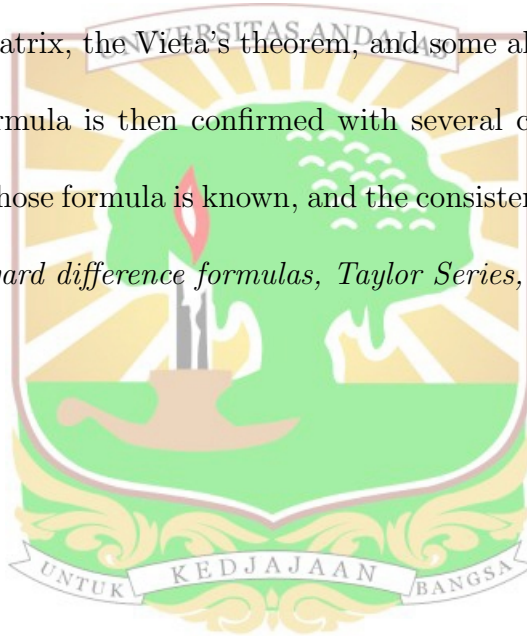 UNIVERSITAS ANDALAS
atrix, the Vieta's theorem, and some al
rmula is then confirmed with several c
hose formula is known, and the consiste
ard difference formulas, Taylor Series,
UNTUK KEDJAJAAN BANGSA